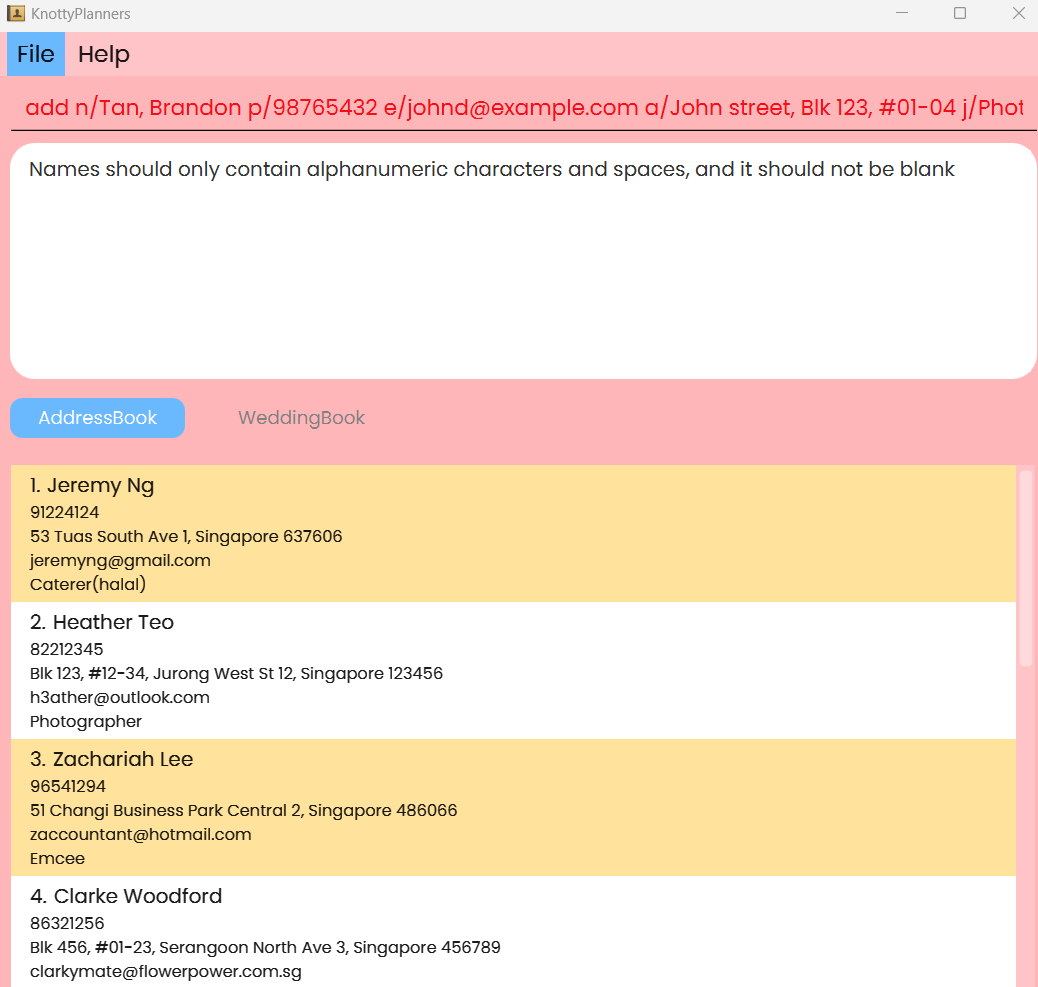 KnottyPlanners
File Help
add n/Tan, Brandon p/98765432 e/johnd@example.com a/John street, Blk 123, #01-04 j/Phot
Names should only contain alphanumeric characters and spaces, and it should not be blank
AddressBook WeddingBook
1. Jeremy Ng
91224124
53 Tuas South Ave 1, Singapore 637606
jeremyng@gmail.com
Caterer(halal)
2. Heather Teo
82212345
Blk 123, #12-34, Jurong West St 12, Singapore 123456
h3ather@outlook.com
Photographer
3. Zachariah Lee
96541294
51 Changi Business Park Central 2, Singapore 486066
zaccountant@hotmail.com
Emcee
4. Clarke Woodford
86321256
Blk 456, #01-23, Serangoon North Ave 3, Singapore 456789
clarkymate@flowerpower.com.sg